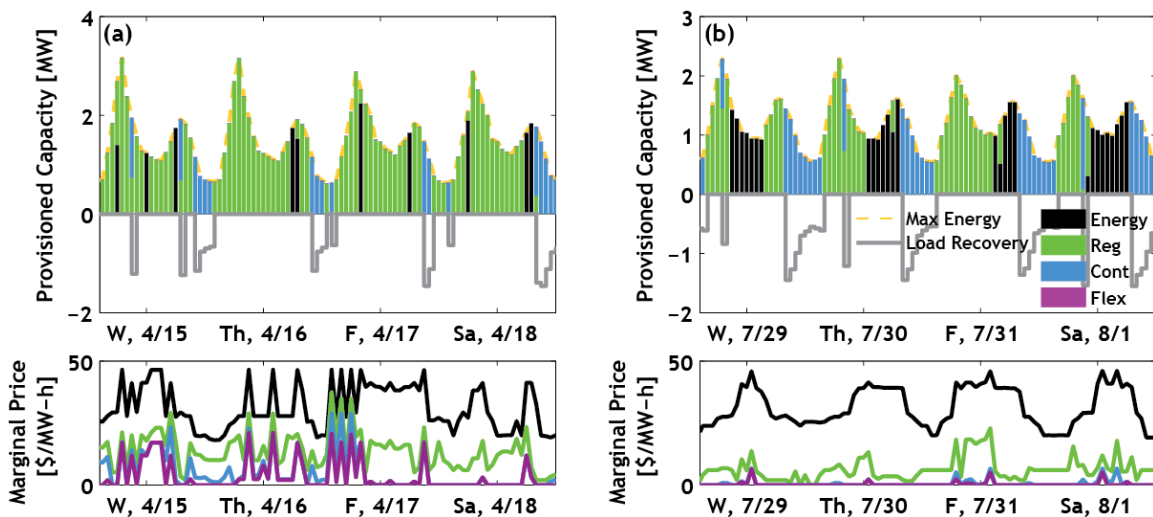 (a)
Provisioned Capacity [MW]
4
2
0
−2
W, 4/15
Th, 4/16
F, 4/17
Sa, 4/18
Marginal Price
[$/MW-h]
50
0
W, 4/15
Th, 4/16
F, 4/17
Sa, 4/18
(b)
Provisioned Capacity [MW]
3
2
1
0
−1
−2
Max Energy
Load Recovery
Energy
Reg
Cont
Flex
W, 7/29
Th, 7/30
F, 7/31
Sa, 8/1
Marginal Price
[$/MW-h]
50
0
W, 7/29
Th, 7/30
F, 7/31
Sa, 8/1